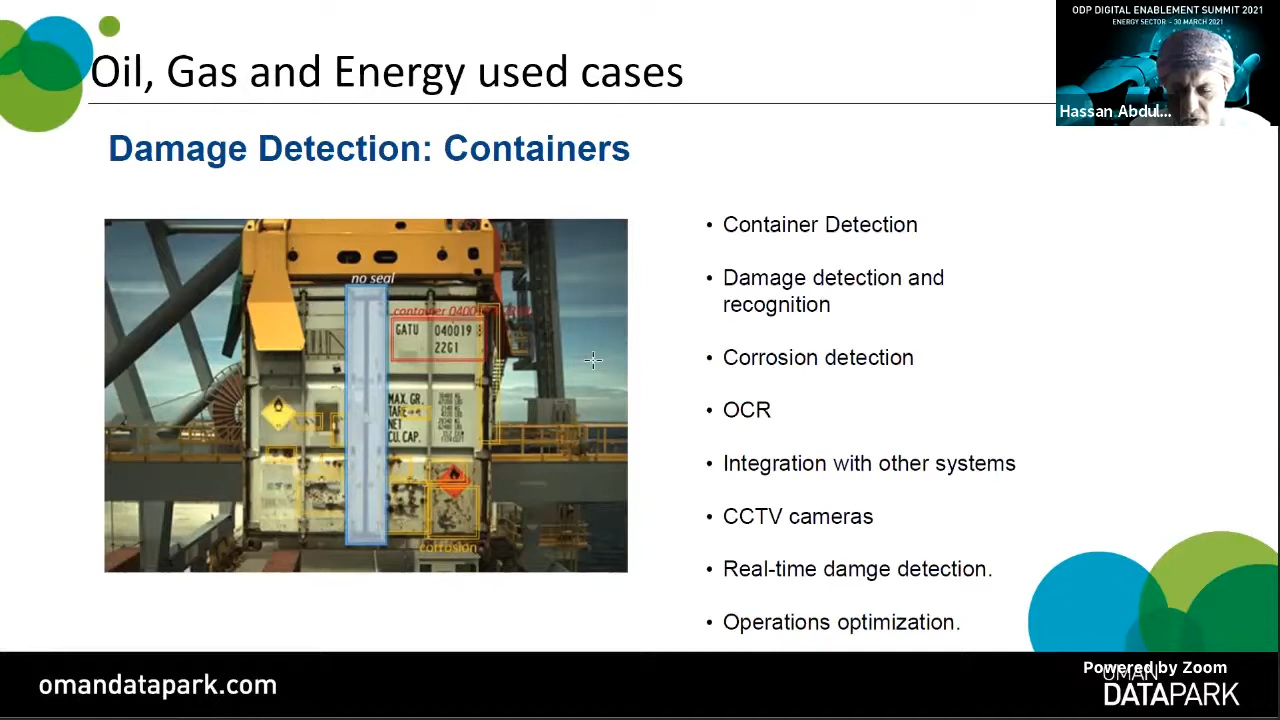 ODP DIGITAL ENABLEMENT SUMMIT 2021
ENERGY SECTOR - 30 MARCH 2021
Hassan Abdul...
Oil, Gas and Energy used cases
Damage Detection: Containers
no seal
container
GATU 040019
22G1
MAX. GR.
TARE
NET
CU. CAP.
corrosion
• Container Detection
• Damage detection and
recognition
• Corrosion detection
• OCR
• Integration with other systems
• CCTV cameras
• Real-time damge detection.
• Operations optimization.
omandatapark.com
Powered by Zoom
OMAN
DATAPARK